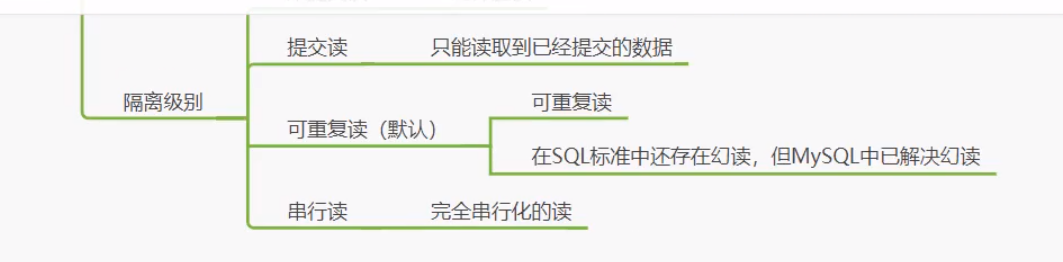 提交读 只能读取到已经提交的数据
隔离级别
可重复读
可重复读（默认）
在SQL标准中还存在幻读，但MySQL中已解决幻读
串行读 完全串行化的读